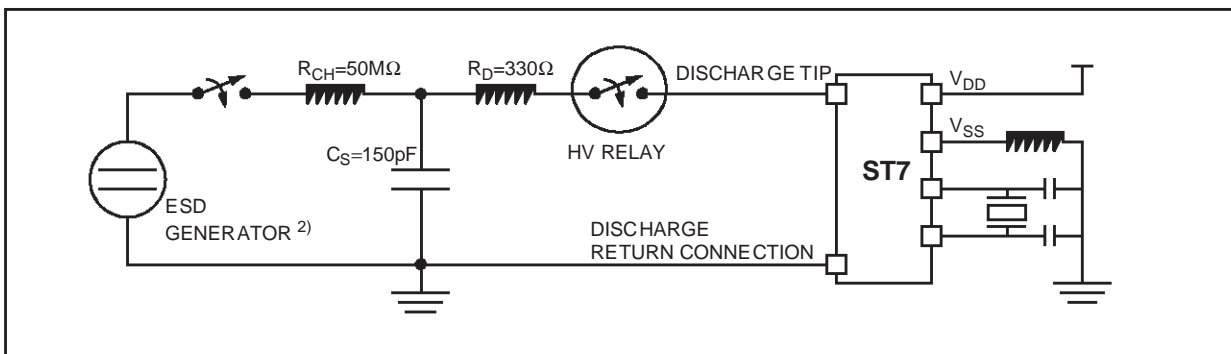 R_CH=50MΩ
R_D=330Ω
DISCHARGE TIP
V_DD
V_SS
HV RELAY
C_S=150pF
ST7
ESD
GENERATOR 2)
DISCHARGE
RETURN CONNECTION